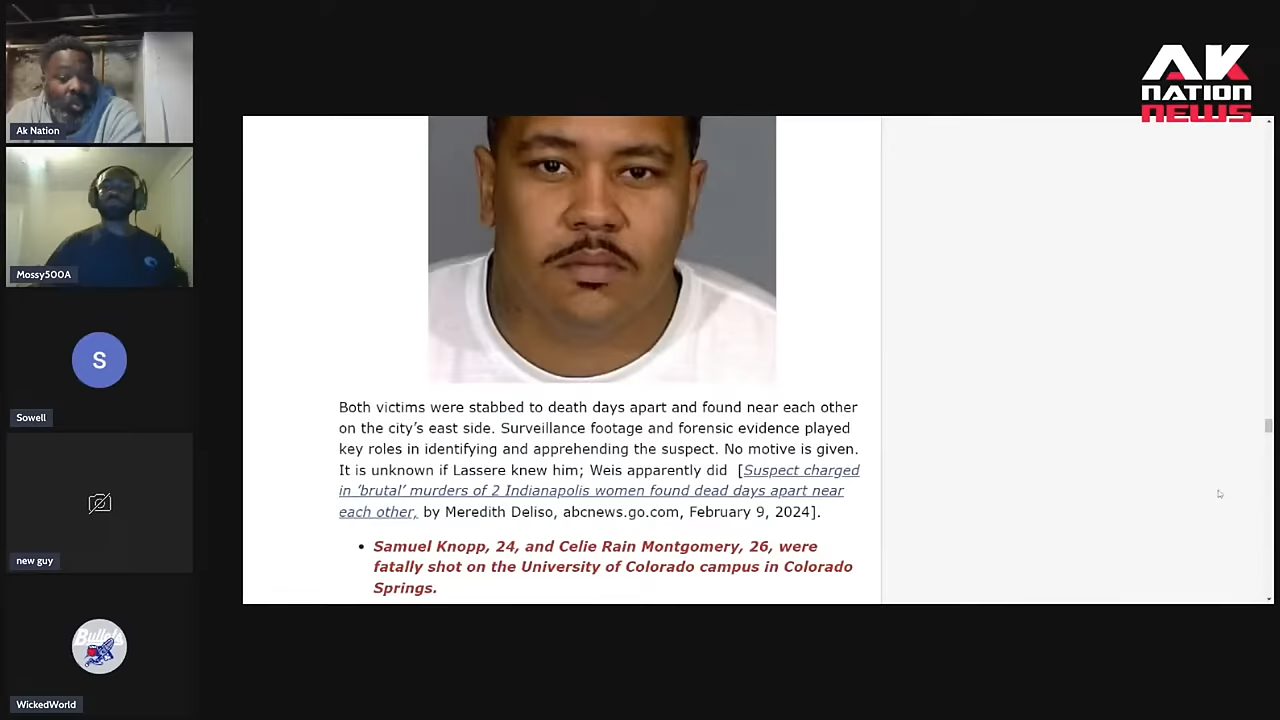 Ak Nation
Mossy500A
S
Sowell
new guy
Bullets
WickedWorld
AK
NATION
NEWS
Both victims were stabbed to death days apart and found near each other
on the city’s east side. Surveillance footage and forensic evidence played
key roles in identifying and apprehending the suspect. No motive is given.
It is unknown if Lassere knew him; Weis apparently did [Suspect charged
in ‘brutal’ murders of 2 Indianapolis women found dead days apart near
each other, by Meredith Deliso, abcnews.go.com, February 9, 2024].
• Samuel Knopp, 24, and Celie Rain Montgomery, 26, were
fatally shot on the University of Colorado campus in Colorado
Springs.